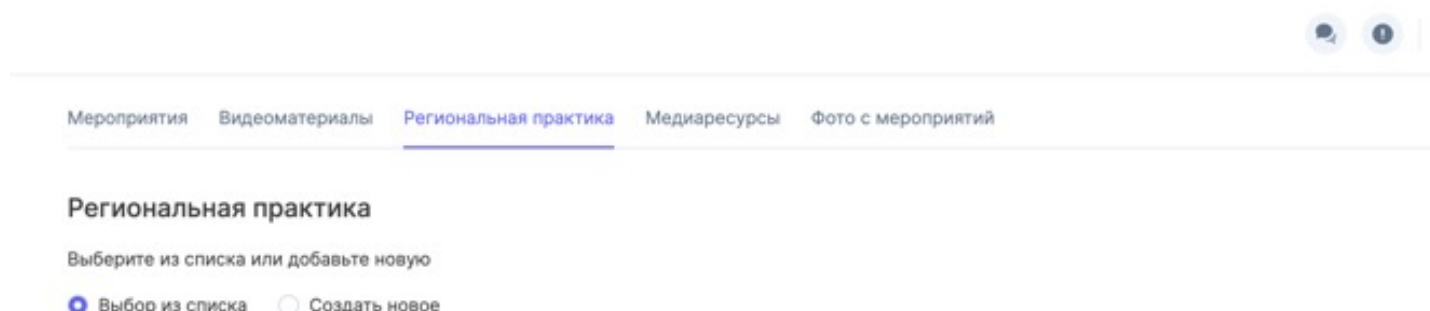 Мероприятия Видеоматериалы Региональная практика Медиаресурсы Фото с мероприятий
Региональная практика
Выберите из списка или добавьте новую
Выбор из списка Создать новое